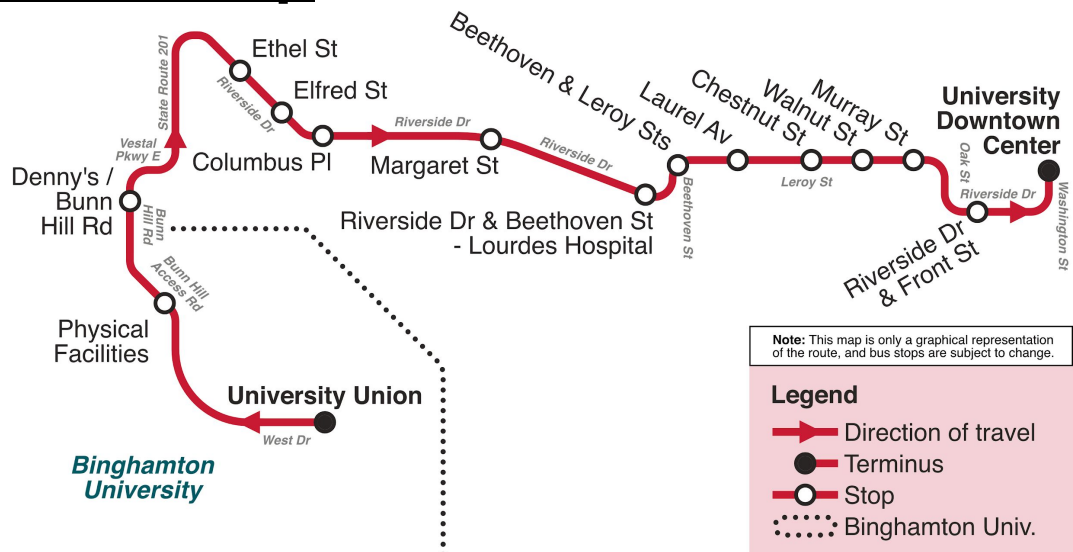 State Route 201
Ethel St
Riverside Dr
Elfred St
Vestal
Pkwy E
Columbus Pl
Riverside Dr
Margaret St
Riverside Dr
Beethoven & Leroy Sts
Laurel Av
Chestnut St
Walnut St
Murray St
Leroy St
Beethoven St
Riverside Dr & Beethoven St
- Lourdes Hospital
University
Downtown
Center
Oak St
Riverside Dr
Washington St
Riverside Dr
& Front St
Denny's /
Bunn
Hill Rd
Bunn
Hill Rd
Bunn Hill
Access Rd
Physical
Facilities
University Union
West Dr
Binghamton
University
Note: This map is only a graphical representation
of the route, and bus stops are subject to change.
Legend
Direction of travel
Terminus
Stop
Binghamton Univ.